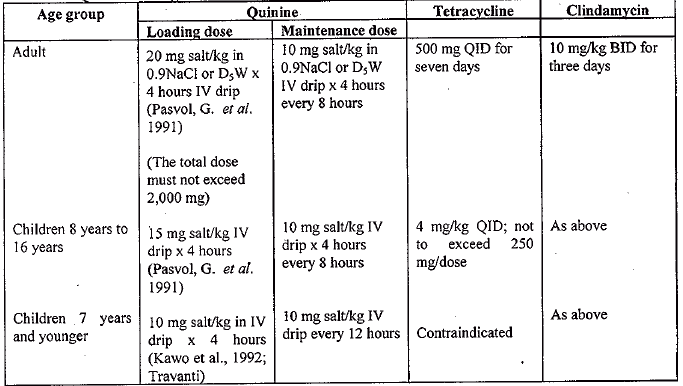 Age group Quinine Tetracycline Clindamycin
Loading dose Maintenance dose
Adult
20 mg salt/kg in
0.9NaCl or D₅W x
4 hours IV drip
(Pasvol, G. et al.
1991)
(The total dose
must not exceed
2,000 mg)
10 mg salt/kg in
0.9NaCl or D₅W
IV drip x 4 hours
every 8 hours
500 mg QID for
seven days
10 mg/kg BID for
three days
Children 8 years to
16 years
15 mg salt/kg IV
drip x 4 hours
(Pasvol, G. et al.
1991)
10 mg salt/kg IV
drip x 4 hours
every 8 hours
4 mg/kg QID; not
to exceed 250
mg/dose
As above
Children 7 years
and younger
10 mg salt/kg in IV
drip x 4 hours
(Kawo et al., 1992;
Travanti)
10 mg salt/kg IV
drip every 12 hours
Contraindicated
As above